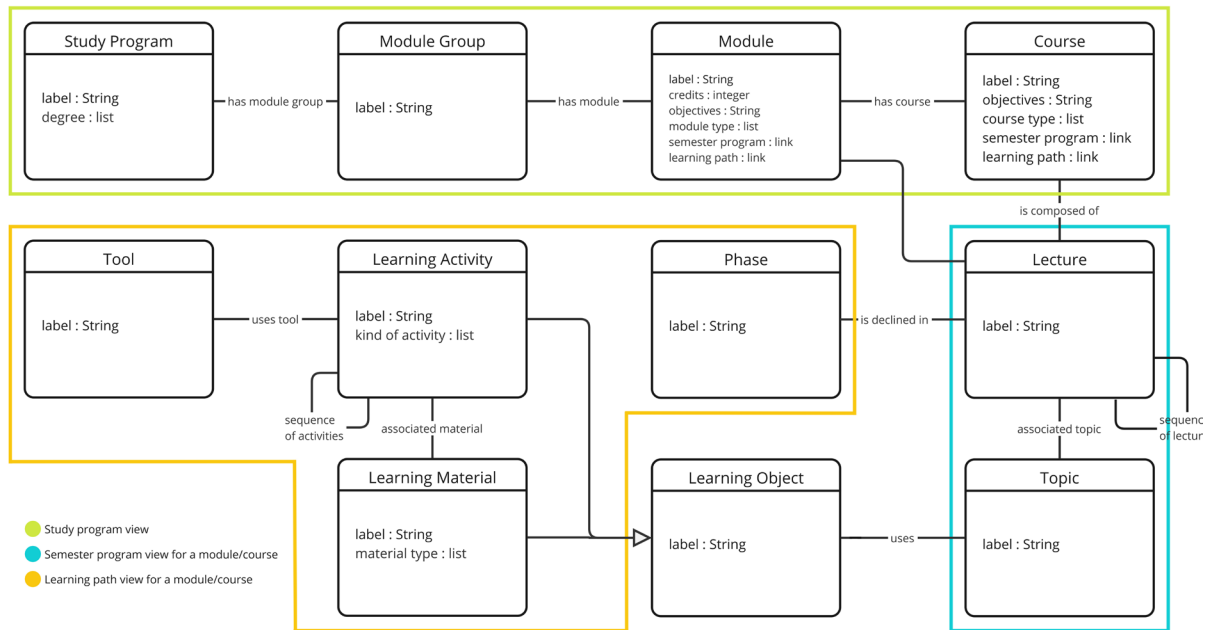 Study Program
label : String
degree : list
has module group
Module Group
label : String
has module
Module
label : String
credits : integer
objectives : String
module type : list
semester program : link
learning path : link
has course
Course
label : String
objectives : String
course type : list
semester program : link
learning path : link
is composed of
Tool
label : String
uses tool
Learning Activity
label : String
kind of activity : list
sequence
of activities
associated material
Phase
label : String
is declined in
Lecture
label : String
sequenc
of lectur
associated topic
Learning Material
label : String
material type : list
Learning Object
label : String
uses
Topic
label : String
Study program view
Semester program view for a module/course
Learning path view for a module/course